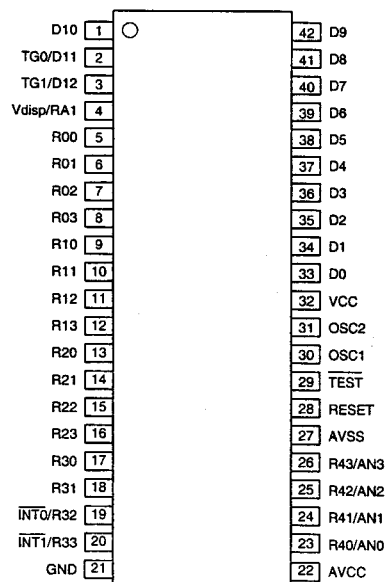 D10 1 42 D9
TG0/D11 2 41 D8
TG1/D12 3 40 D7
Vdisp/RA1 4 39 D6
R00 5 38 D5
R01 6 37 D4
R02 7 36 D3
R03 8 35 D2
R10 9 34 D1
R11 10 33 D0
R12 11 32 VCC
R13 12 31 OSC2
R20 13 30 OSC1
R21 14 29 T̅E̅S̅T̅
R22 15 28 RESET
R23 16 27 AVSS
R30 17 26 R43/AN3
R31 18 25 R42/AN2
I̅N̅T̅0̅/R32 19 24 R41/AN1
I̅N̅T̅1̅/R33 20 23 R40/AN0
GND 21 22 AVCC